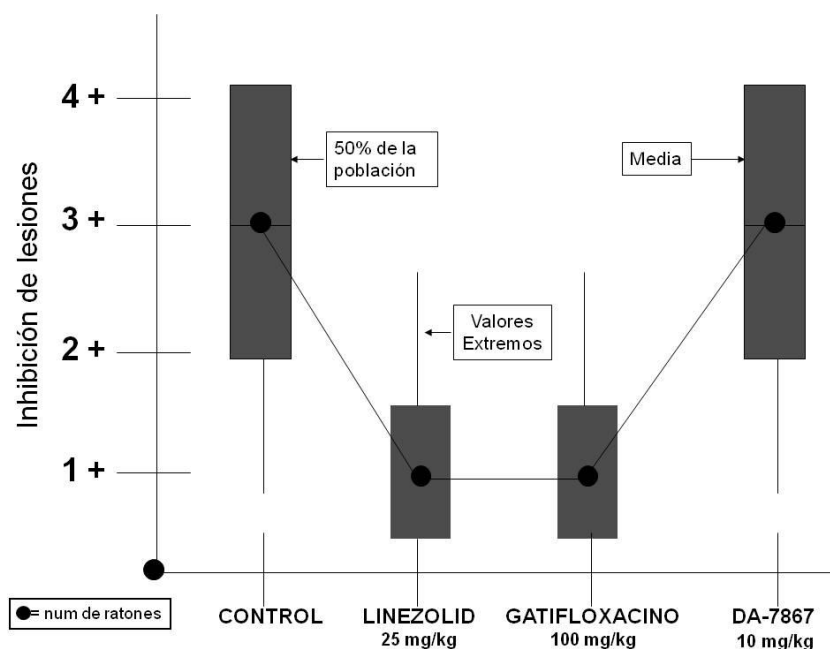 Inhibición de lesiones
4 +
3 +
2 +
1 +
50% de la
población
Media
Valores
Extremos
= num de ratones
CONTROL
LINEZOLID
25 mg/kg
GATIFLOXACINO
100 mg/kg
DA-7867
10 mg/kg